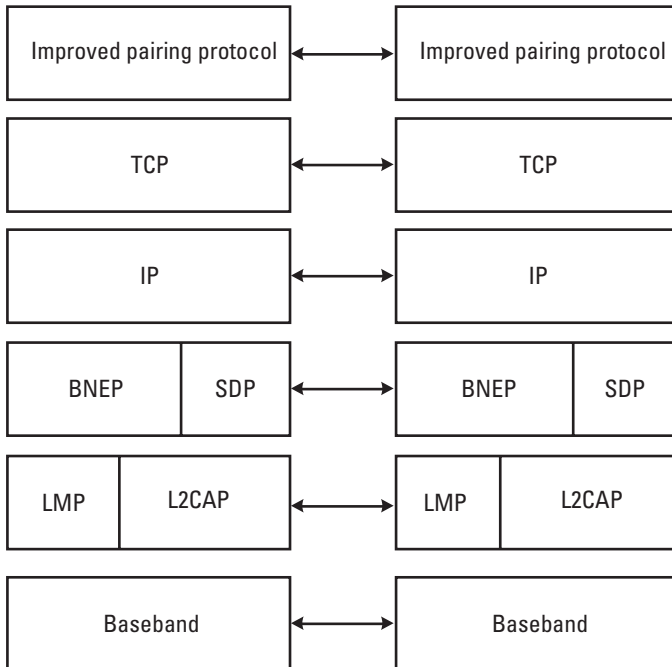 Improved pairing protocol Improved pairing protocol
TCP TCP
IP IP
BNEP SDP BNEP SDP
LMP L2CAP LMP L2CAP
Baseband Baseband